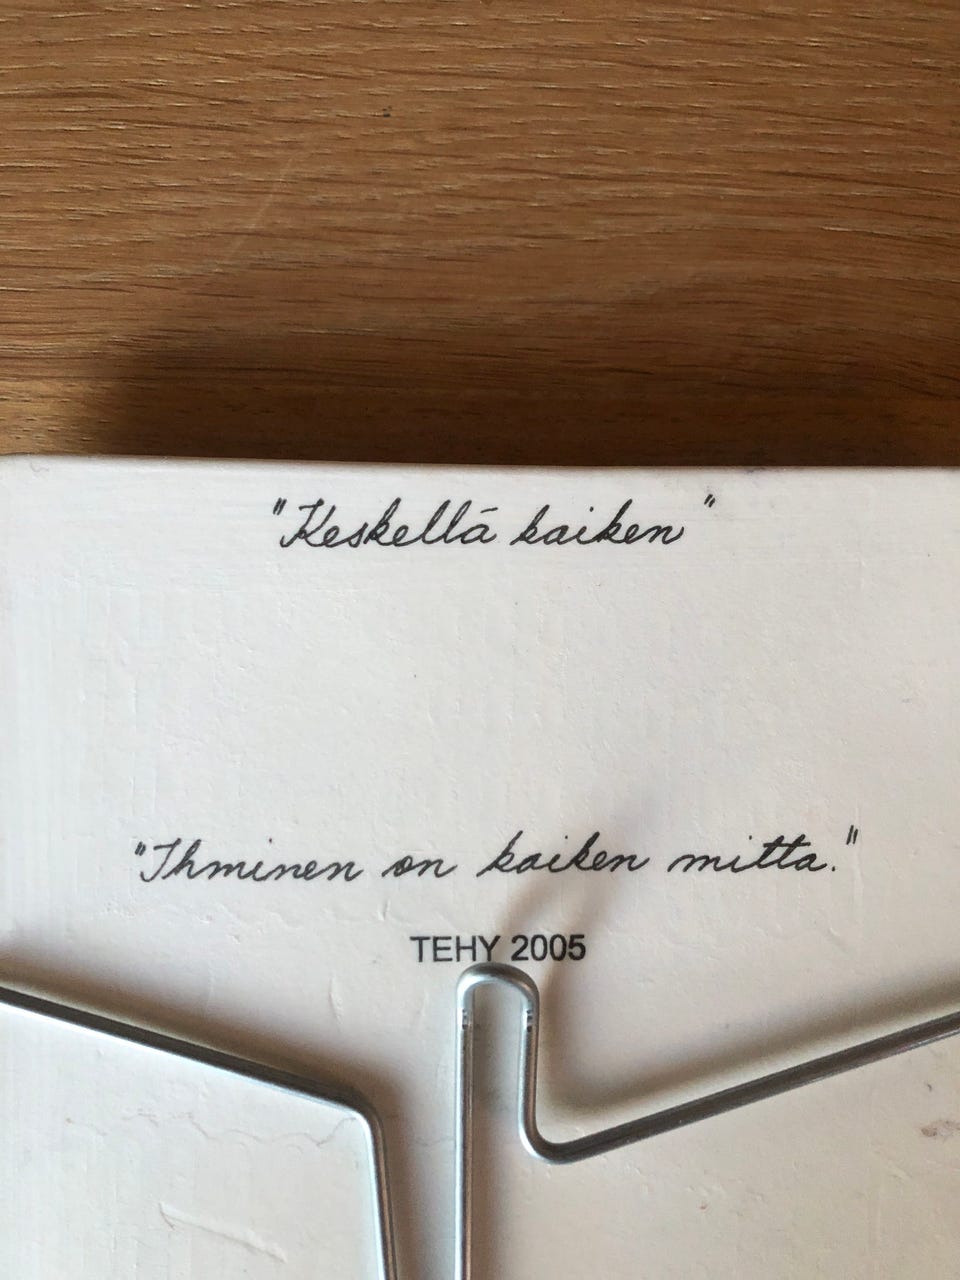 "Keskellä kaiken"
"Ihminen on kaiken mitta."
TEHY 2005